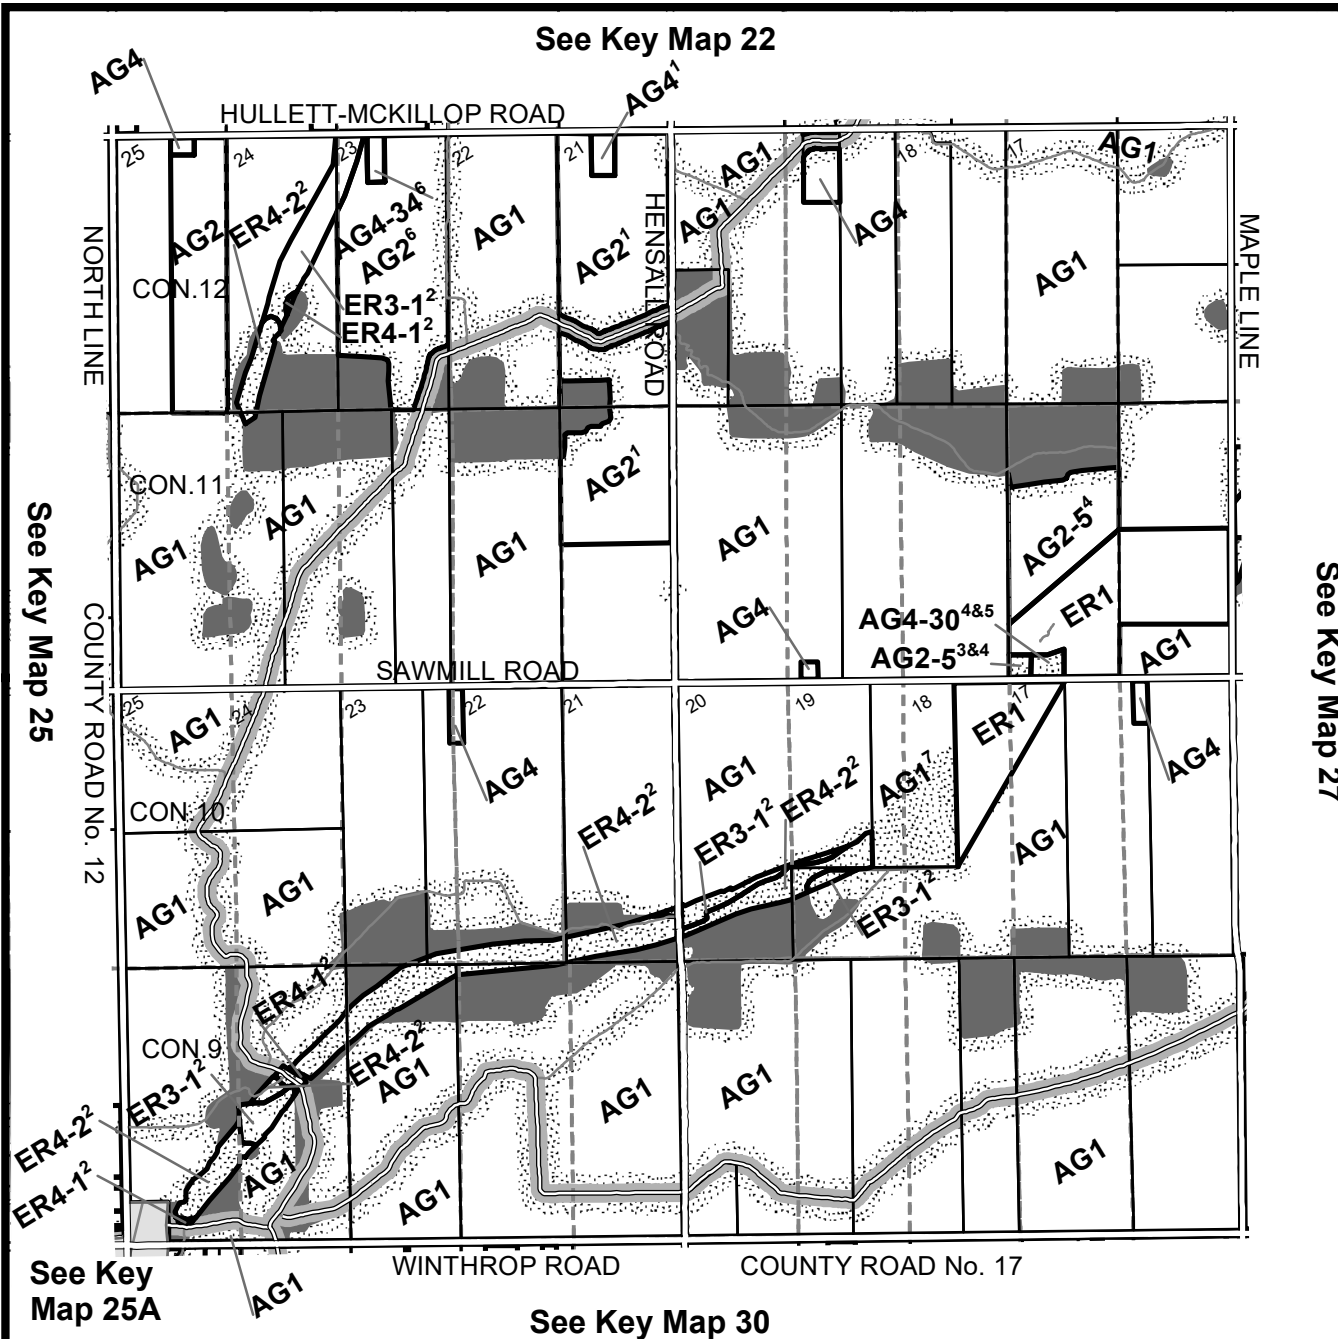 See Key Map 22
AG4
HULLETT-MCKILLOP ROAD
AG4¹
25
24
23
22
21
18
17
AG1
AG1
AG4-34⁶
AG2
ER4-2²
AG2⁶
AG1
AG2¹
HENSALL ROAD
AG1
AG4
AG1
MAPLE LINE
NORTH LINE
CON.12
ER3-1²
ER4-1²
CON.11
AG1
AG1
AG1
AG2¹
AG1
AG2-5⁴
ER1
See Key Map 25
See Key Map 27
COUNTY ROAD No. 12
AG4
AG4-30⁴&⁵
AG2-5³&⁴
AG1
SAWMILL ROAD
25
24
23
22
21
20
19
18
17
AG1
AG4
AG1
AG1⁷
ER1
AG4
CON.10
ER4-2²
ER3-1²
ER4-2²
AG1
AG1
AG1
ER3-1²
ER4-1²
CON.9
ER3-1²
ER4-2²
AG1
AG1
AG1
ER4-2²
ER4-1²
AG1
AG1
AG1
AG1
WINTHROP ROAD
COUNTY ROAD No. 17
See Key
Map 25A
See Key Map 30